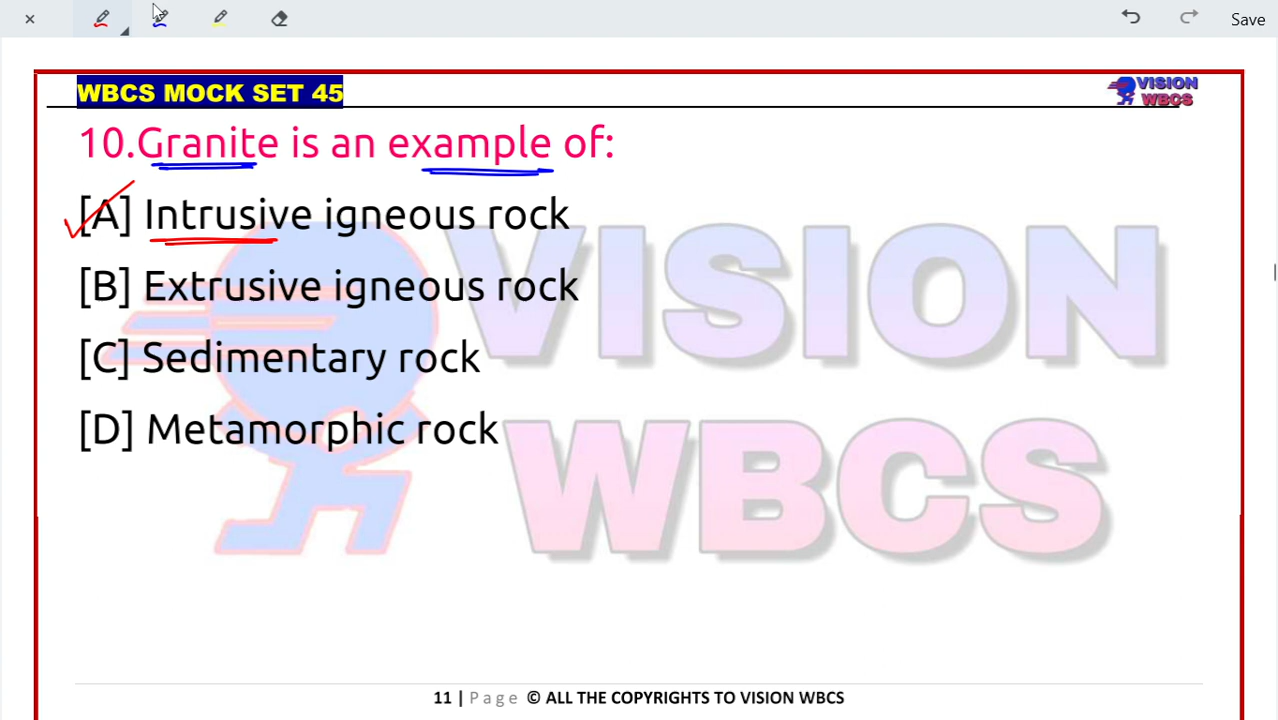 Save
WBCS MOCK SET 45
VISION
WBCS
10.Granite is an example of:
[A] Intrusive igneous rock
[B] Extrusive igneous rock
[C] Sedimentary rock
[D] Metamorphic rock
VISION
WBCS
11 | Page © ALL THE COPYRIGHTS TO VISION WBCS